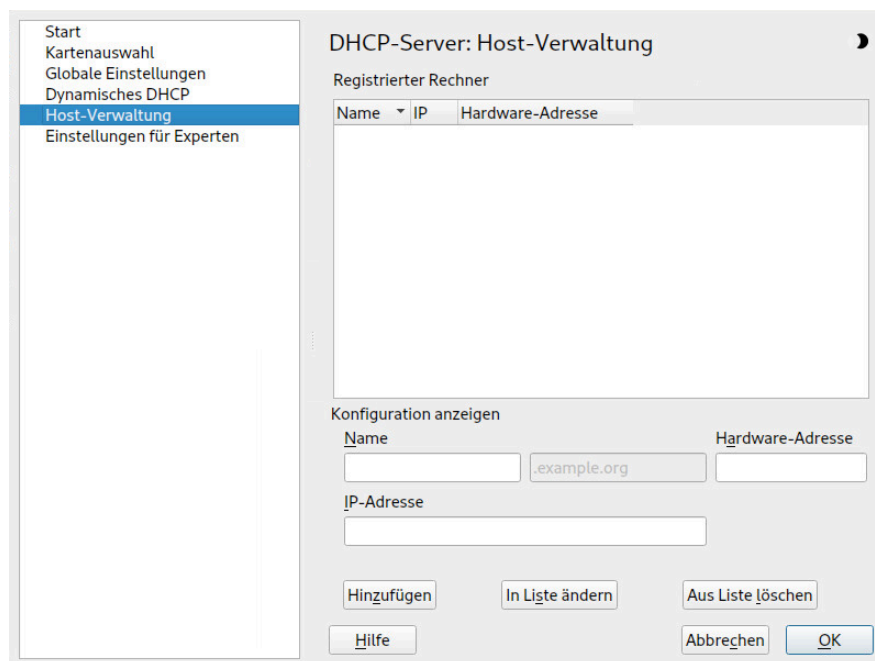 Start
Kartenauswahl
Globale Einstellungen
Dynamisches DHCP
Host-Verwaltung
Einstellungen für Experten
DHCP-Server: Host-Verwaltung
Registrierter Rechner
Name IP Hardware-Adresse
Konfiguration anzeigen
Name Hardware-Adresse
.example.org
IP-Adresse
Hinzufügen In Liste ändern Aus Liste löschen
Hilfe Abbrechen OK